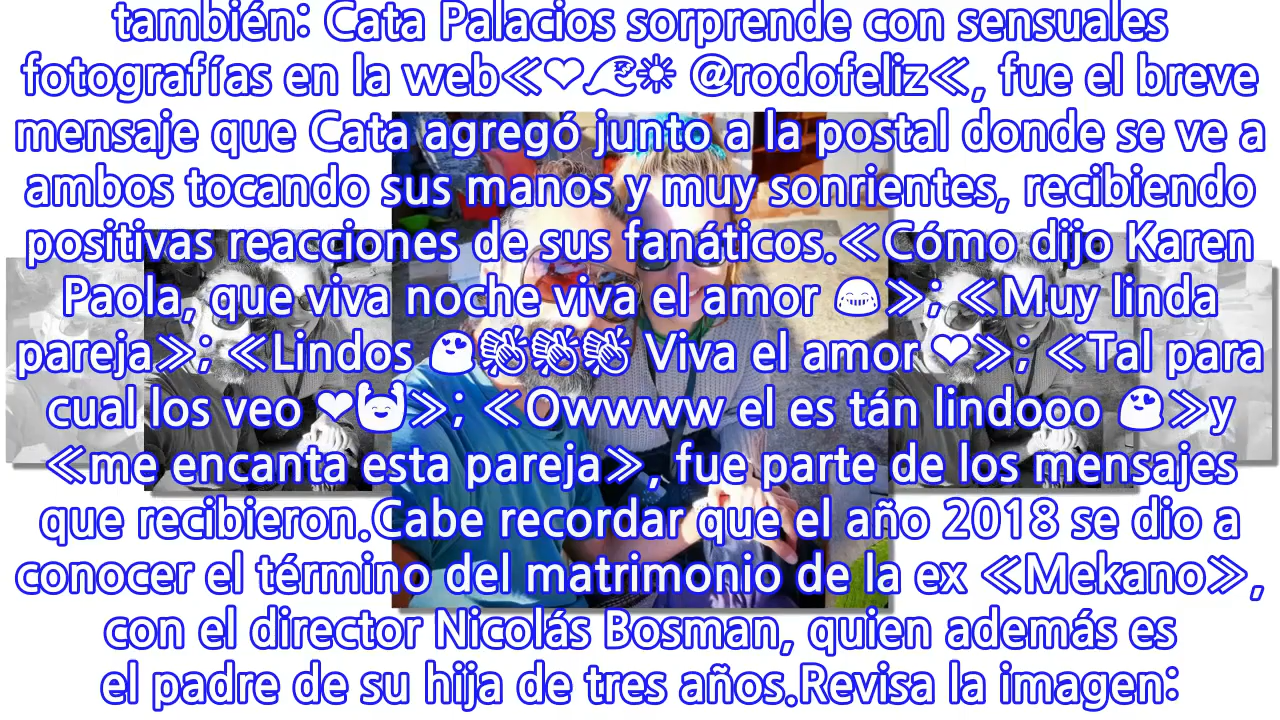 también: Cata Palacios sorprende con sensuales
fotografías en la web≪❤🌊☀ @rodofeliz≪, fue el breve
mensaje que Cata agregó junto a la postal donde se ve a
ambos tocando sus manos y muy sonrientes, recibiendo
positivas reacciones de sus fanáticos.≪Cómo dijo Karen
Paola, que viva noche viva el amor 😂≫; ≪Muy linda
pareja≫; ≪Lindos 😍👏👏👏 Viva el amor❤≫; ≪Tal para
cual los veo ❤🙌≫; ≪Owwww el es tán lindooo 😍≫y
≪me encanta esta pareja≫, fue parte de los mensajes
que recibieron.Cabe recordar que el año 2018 se dio a
conocer el término del matrimonio de la ex ≪Mekano≫,
con el director Nicolás Bosman, quien además es
el padre de su hija de tres años.Revisa la imagen: